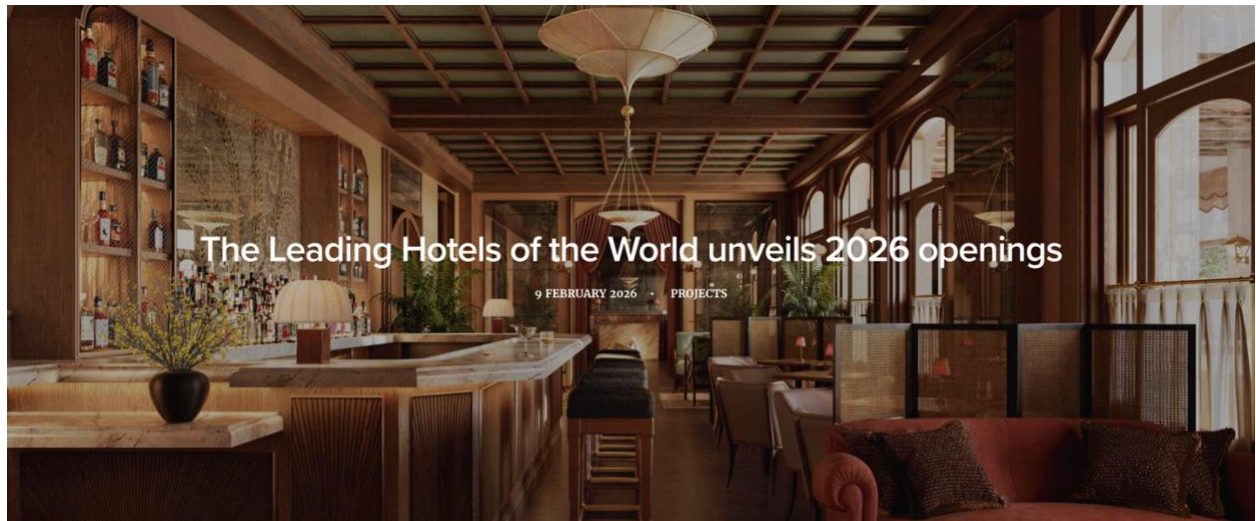 The Leading Hotels of the World unveils 2026 openings
9 FEBRUARY 2026 · PROJECTS